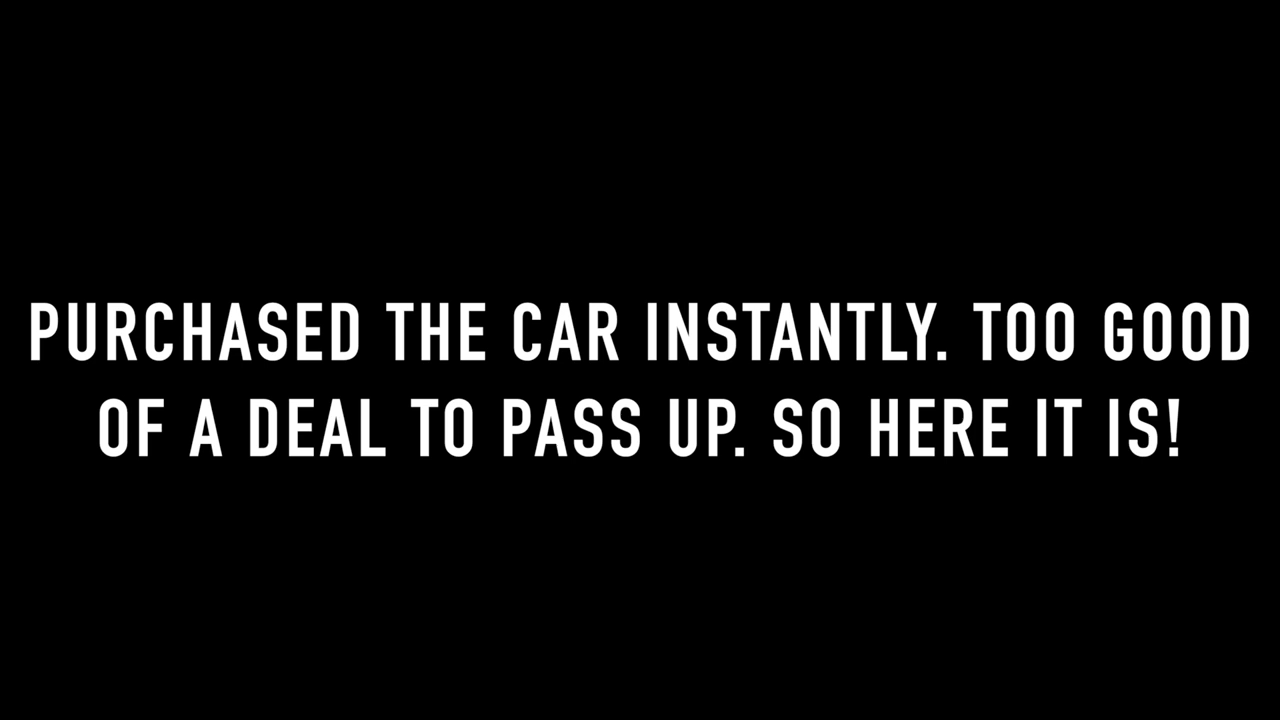 PURCHASED THE CAR INSTANTLY. TOO GOOD
OF A DEAL TO PASS UP. SO HERE IT IS!